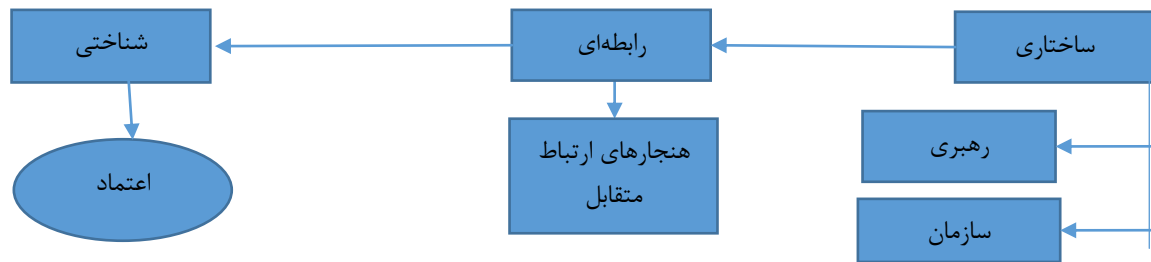 ساختاری
رابطه‌ای
شناختی
رهبری
سازمان
هنجارهای ارتباط
متقابل
اعتماد